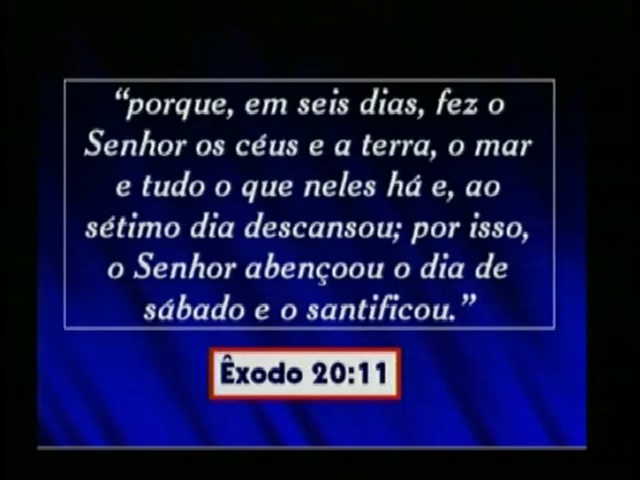 “porque, em seis dias, fez o
Senhor os céus e a terra, o mar
e tudo o que neles há e, ao
sétimo dia descansou; por isso,
o Senhor abençoou o dia de
sábado e o santificou.”
Êxodo 20:11